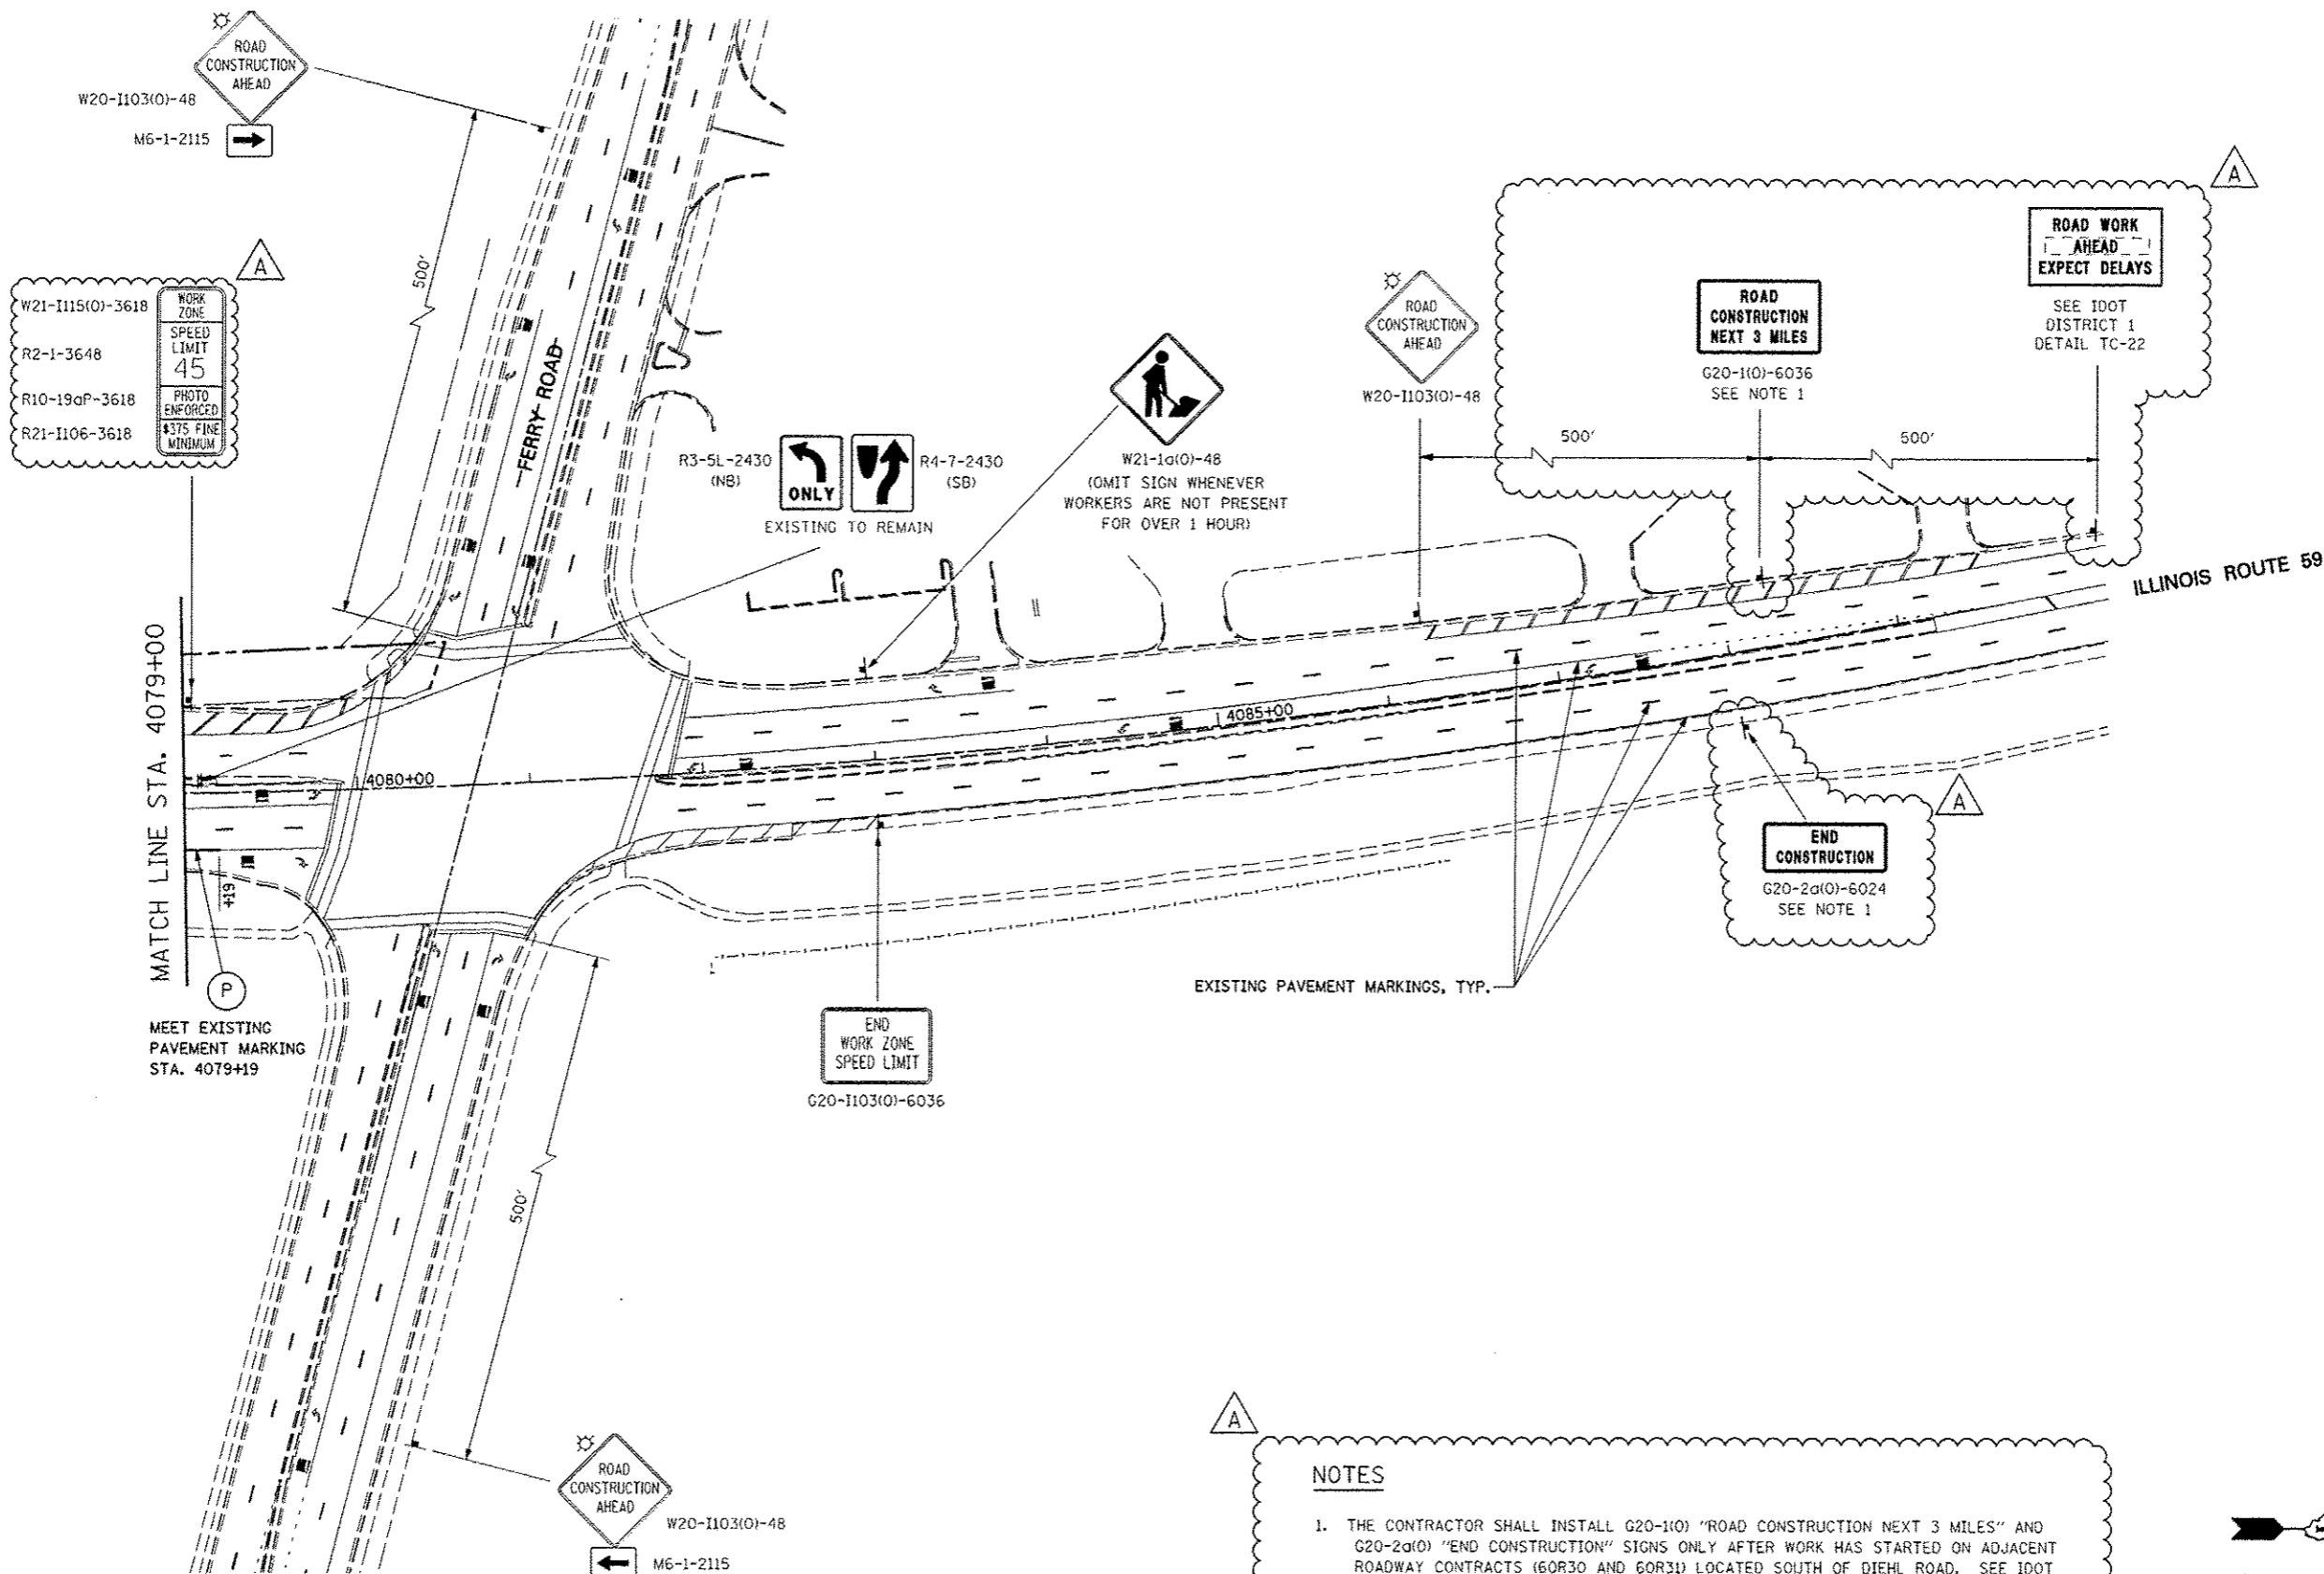 ROAD
CONSTRUCTION
AHEAD
W20-I103(O)-48
M6-1-2115
A
W21-I115(O)-3618
R2-1-3648
R10-19aP-3618
R21-I106-3618
WORK
ZONE
SPEED
LIMIT
45
PHOTO
ENFORCED
$375 FINE
MINIMUM
500'
FERRY ROAD
R3-5L-2430
(NB)
ONLY
R4-7-2430
(SB)
EXISTING TO REMAIN
W21-1a(O)-48
(OMIT SIGN WHENEVER
WORKERS ARE NOT PRESENT
FOR OVER 1 HOUR)
ROAD
CONSTRUCTION
AHEAD
W20-I103(O)-48
ROAD
CONSTRUCTION
NEXT 3 MILES
G20-1(O)-6036
SEE NOTE 1
A
ROAD WORK
AHEAD
EXPECT DELAYS
SEE IDOT
DISTRICT 1
DETAIL TC-22
500'
500'
ILLINOIS ROUTE 59
MATCH LINE STA. 4079+00
4080+00
4085+00
+19
P
MEET EXISTING
PAVEMENT MARKING
STA. 4079+19
END
WORK ZONE
SPEED LIMIT
G20-I103(O)-6036
EXISTING PAVEMENT MARKINGS, TYP.
A
END
CONSTRUCTION
G20-2a(O)-6024
SEE NOTE 1
500'
ROAD
CONSTRUCTION
AHEAD
W20-I103(O)-48
M6-1-2115
A
NOTES
1. THE CONTRACTOR SHALL INSTALL G20-1(O) "ROAD CONSTRUCTION NEXT 3 MILES" AND
G20-2a(O) "END CONSTRUCTION" SIGNS ONLY AFTER WORK HAS STARTED ON ADJACENT
ROADWAY CONTRACTS (60R30 AND 60R31) LOCATED SOUTH OF DIEHL ROAD. SEE IDOT